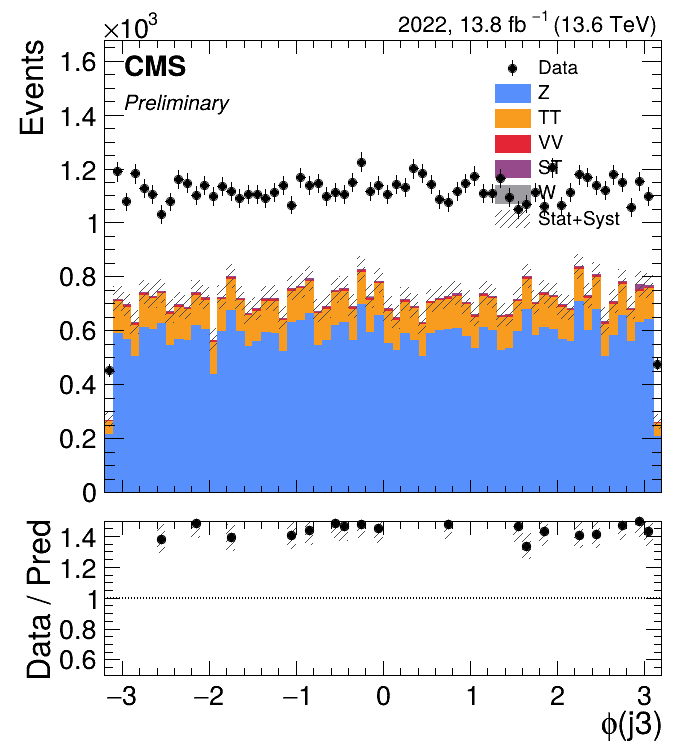 ×10³
2022, 13.8 fb⁻¹ (13.6 TeV)
Events
CMS
Preliminary
Data
Z
TT
VV
ST
W
Stat+Syst
1.6
1.4
1.2
1
0.8
0.6
0.4
0.2
0
Data / Pred
1.4
1.2
1
0.8
0.6
−3 −2 −1 0 1 2 3
ϕ(j3)